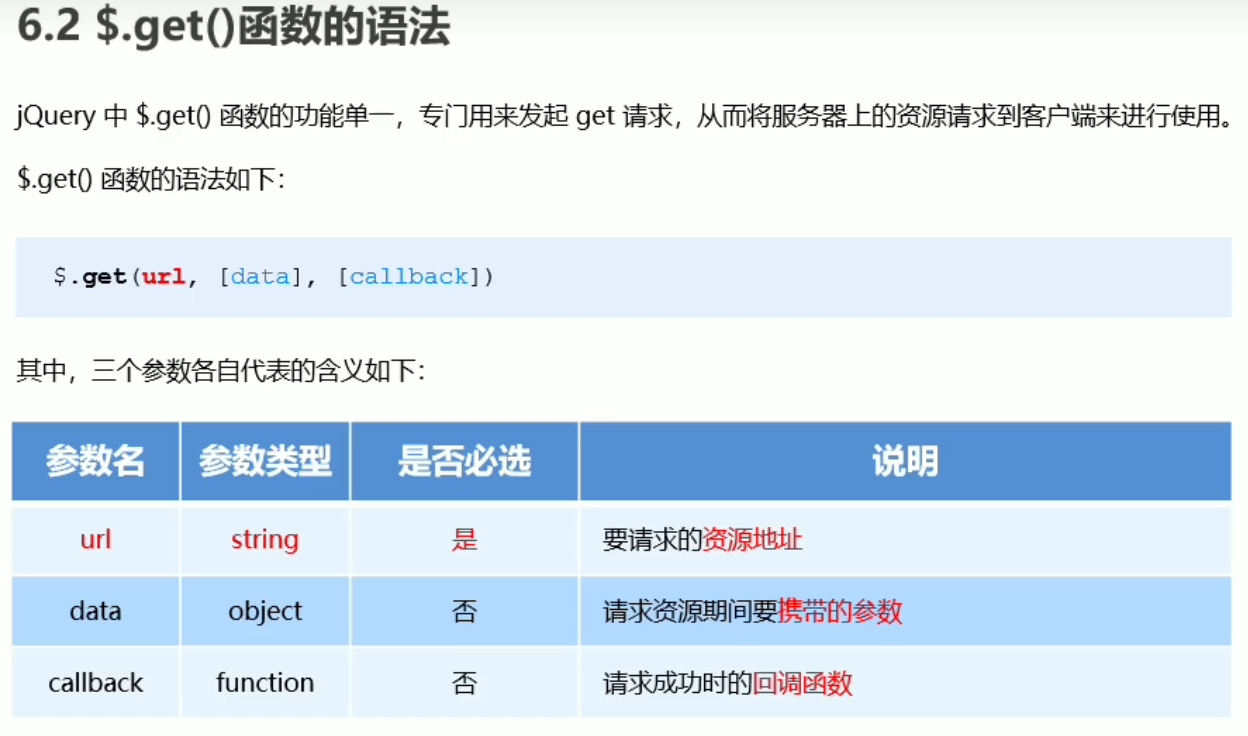 6.2 $.get()函数的语法
jQuery 中 $.get() 函数的功能单一，专门用来发起 get 请求，从而将服务器上的资源请求到客户端来进行使用。
$.get() 函数的语法如下：
$.get(url, [data], [callback])
其中，三个参数各自代表的含义如下：
参数名 参数类型 是否必选 说明
url string 是 要请求的资源地址
data object 否 请求资源期间要携带的参数
callback function 否 请求成功时的回调函数